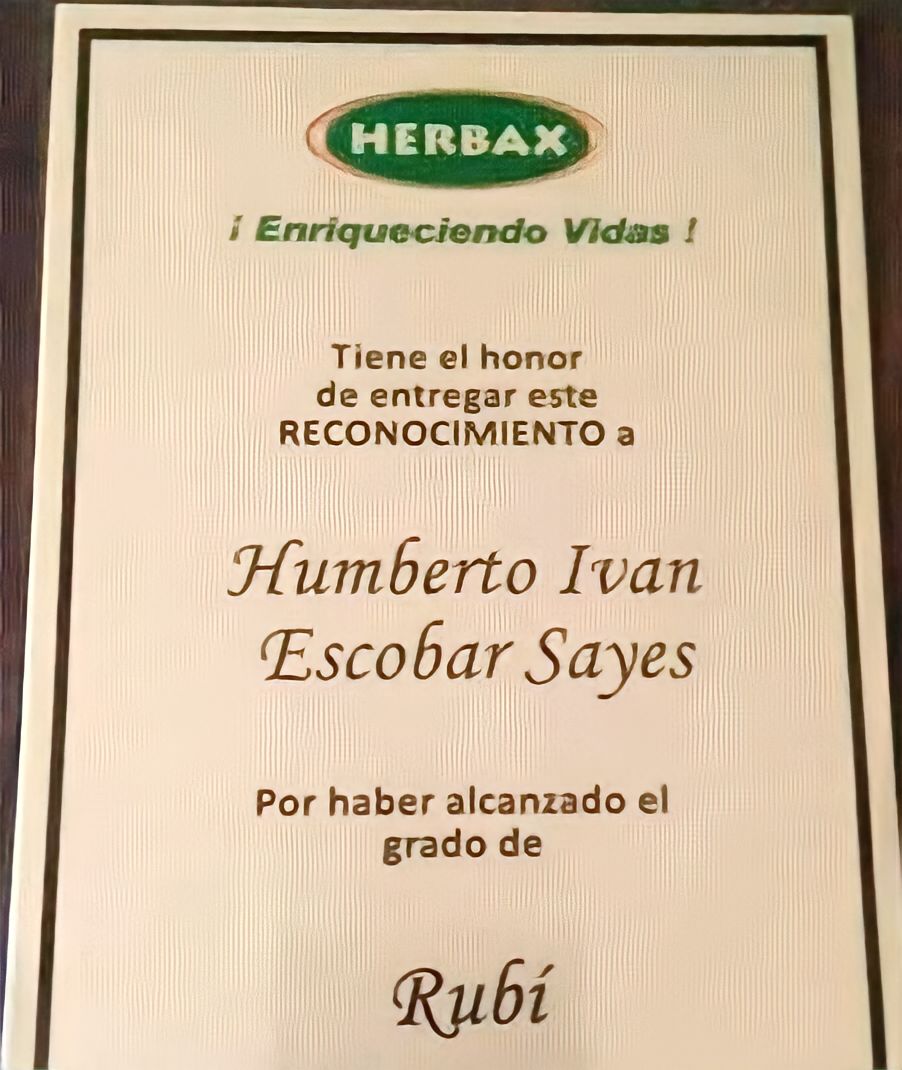 HERBAX
¡ Enriqueciendo Vidas !
Tiene el honor
de entregar este
RECONOCIMIENTO a
Humberto Ivan
Escobar Sayes
Por haber alcanzado el
grado de
Rubí